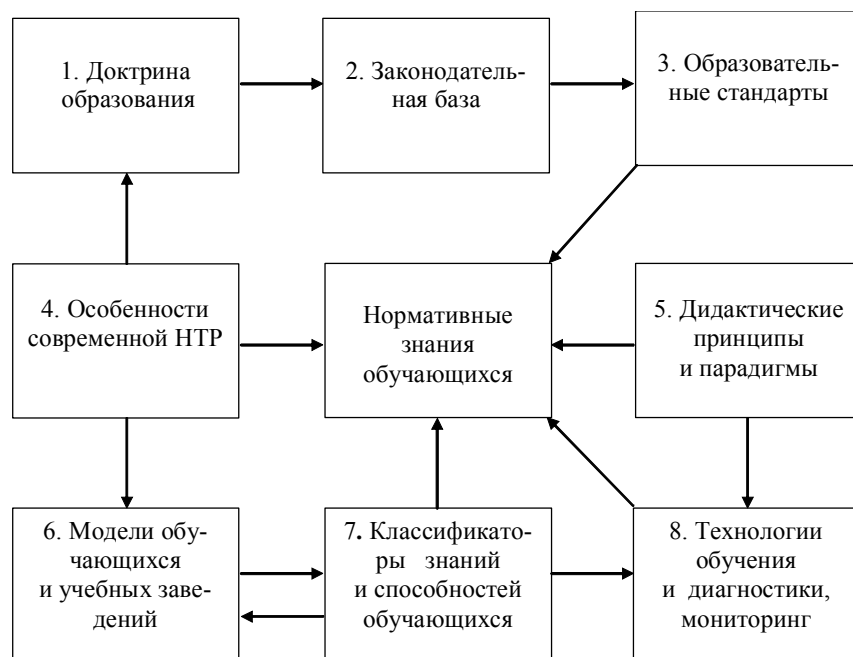 1. Доктрина
образования
2. Законодатель-
ная база
3. Образователь-
ные стандарты
4. Особенности
современной НТР
Нормативные
знания
обучающихся
5. Дидактические
принципы
и парадигмы
6. Модели обу-
чающихся
и учебных заве-
дений
7. Классификато-
ры знаний
и способностей
обучающихся
8. Технологии
обучения
и диагностики,
мониторинг